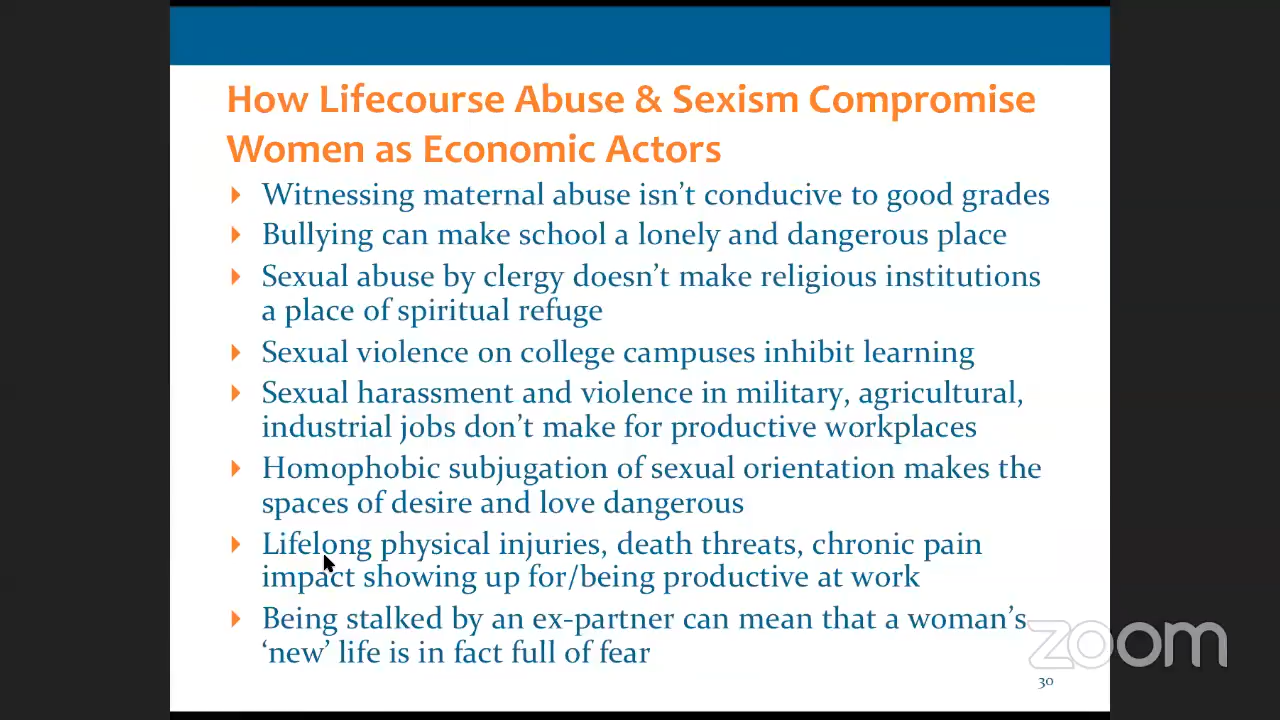 How Lifecourse Abuse & Sexism Compromise
Women as Economic Actors
Witnessing maternal abuse isn’t conducive to good grades
Bullying can make school a lonely and dangerous place
Sexual abuse by clergy doesn’t make religious institutions
a place of spiritual refuge
Sexual violence on college campuses inhibit learning
Sexual harassment and violence in military, agricultural,
industrial jobs don’t make for productive workplaces
Homophobic subjugation of sexual orientation makes the
spaces of desire and love dangerous
Lifelong physical injuries, death threats, chronic pain
impact showing up for/being productive at work
Being stalked by an ex-partner can mean that a woman’s
‘new’ life is in fact full of fear
zoom
30